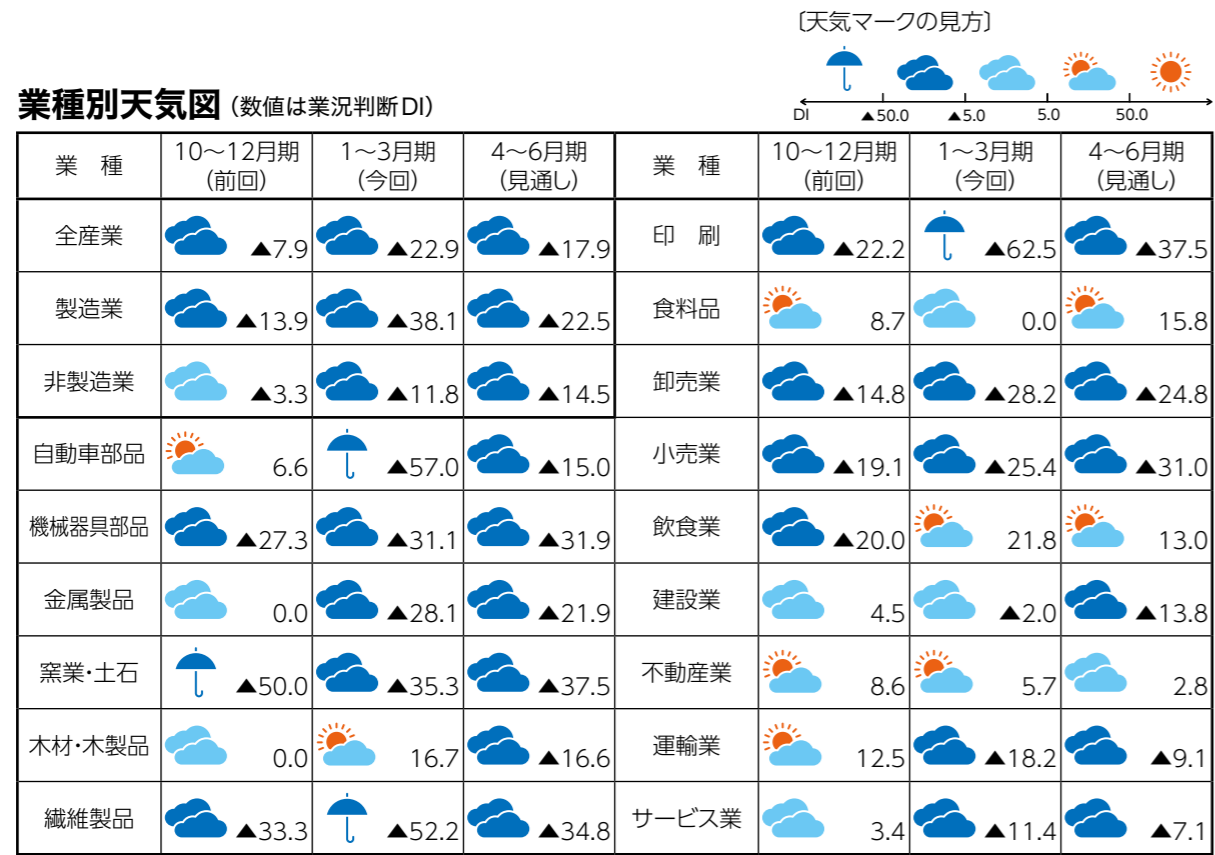 〔天気マークの見方〕
DI ▲50.0 ▲5.0 5.0 50.0
業種別天気図(数値は業況判断DI)
業 種 10〜12月期(前回) 1〜3月期(今回) 4〜6月期(見通し) 業 種 10〜12月期(前回) 1〜3月期(今回) 4〜6月期(見通し)
全産業 ▲7.9 ▲22.9 ▲17.9 印 刷 ▲22.2 ▲62.5 ▲37.5
製造業 ▲13.9 ▲38.1 ▲22.5 食料品 8.7 0.0 15.8
非製造業 ▲3.3 ▲11.8 ▲14.5 卸売業 ▲14.8 ▲28.2 ▲24.8
自動車部品 6.6 ▲57.0 ▲15.0 小売業 ▲19.1 ▲25.4 ▲31.0
機械器具部品 ▲27.3 ▲31.1 ▲31.9 飲食業 ▲20.0 21.8 13.0
金属製品 0.0 ▲28.1 ▲21.9 建設業 4.5 ▲2.0 ▲13.8
窯業・土石 ▲50.0 ▲35.3 ▲37.5 不動産業 8.6 5.7 2.8
木材・木製品 0.0 16.7 ▲16.6 運輸業 12.5 ▲18.2 ▲9.1
繊維製品 ▲33.3 ▲52.2 ▲34.8 サービス業 3.4 ▲11.4 ▲7.1